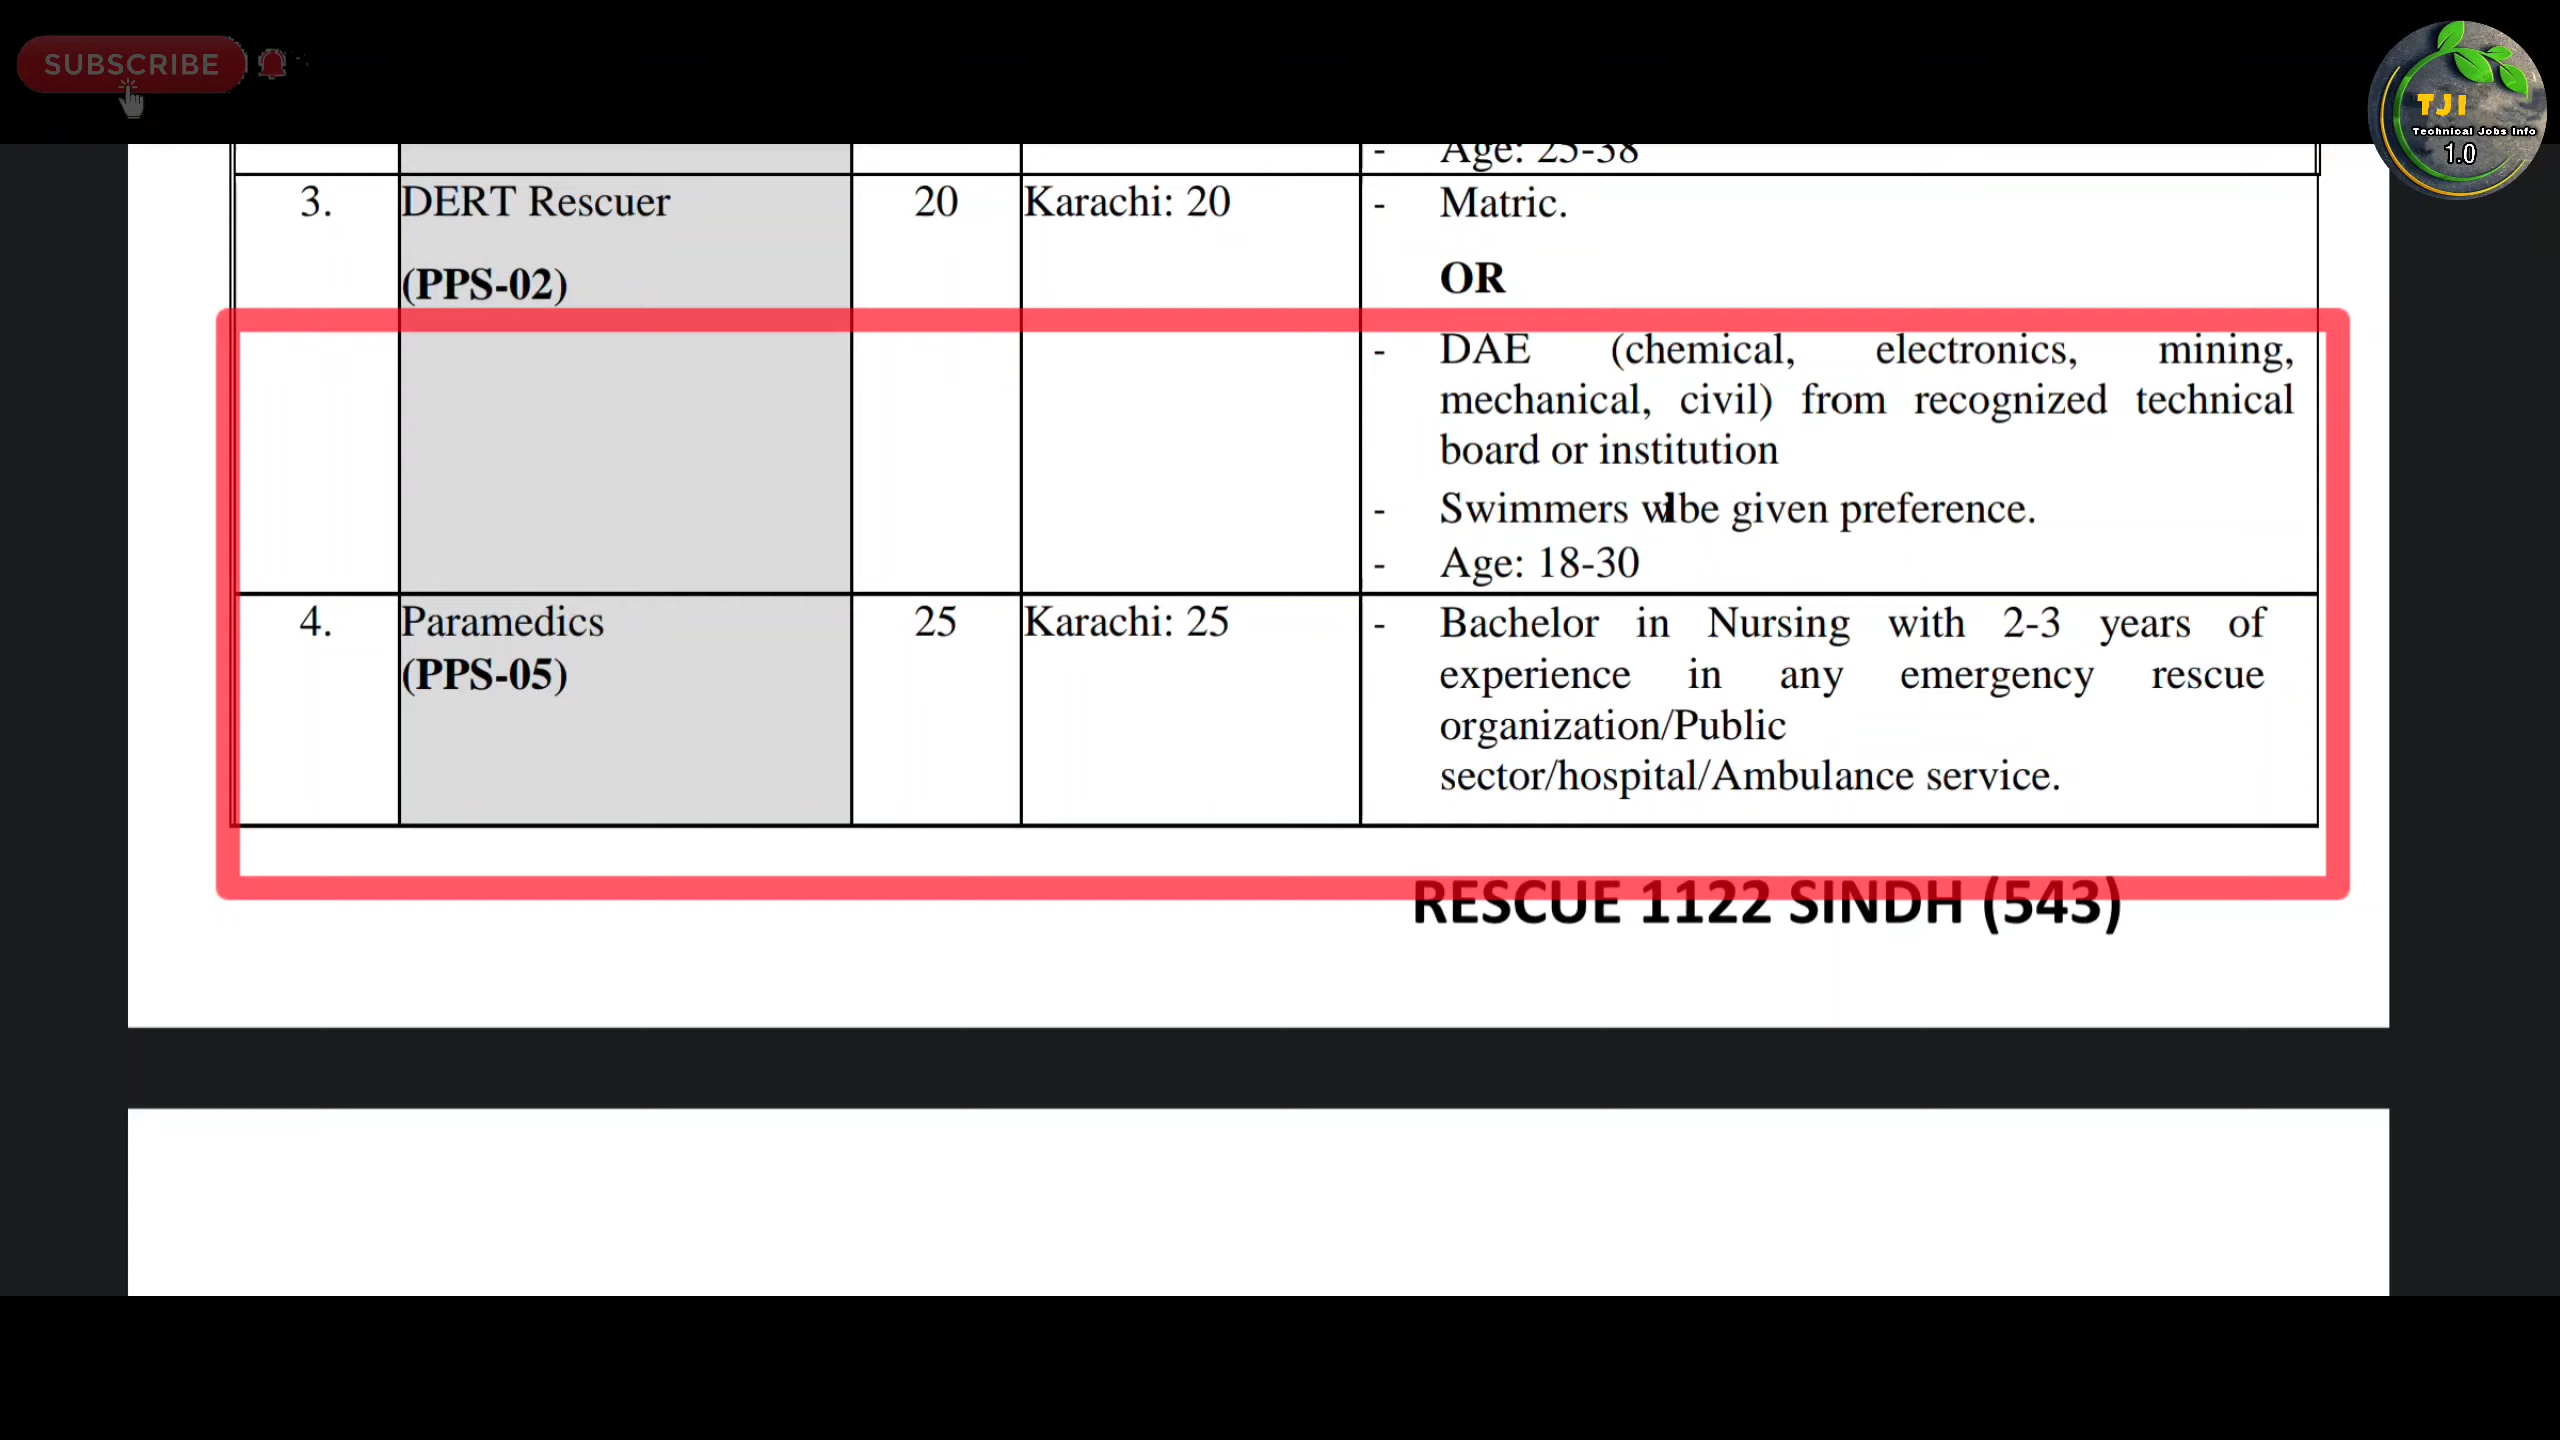 SUBSCRIBE
TJI
Technical Jobs Info
1.0
- Age: 25-38
3. DERT Rescuer 20 Karachi: 20 - Matric.
(PPS-02) OR
- DAE (chemical, electronics, mining,
mechanical, civil) from recognized technical
board or institution
- Swimmers wlbe given preference.
- Age: 18-30
4. Paramedics 25 Karachi: 25 - Bachelor in Nursing with 2-3 years of
(PPS-05) experience in any emergency rescue
organization/Public
sector/hospital/Ambulance service.
RESCUE 1122 SINDH (543)